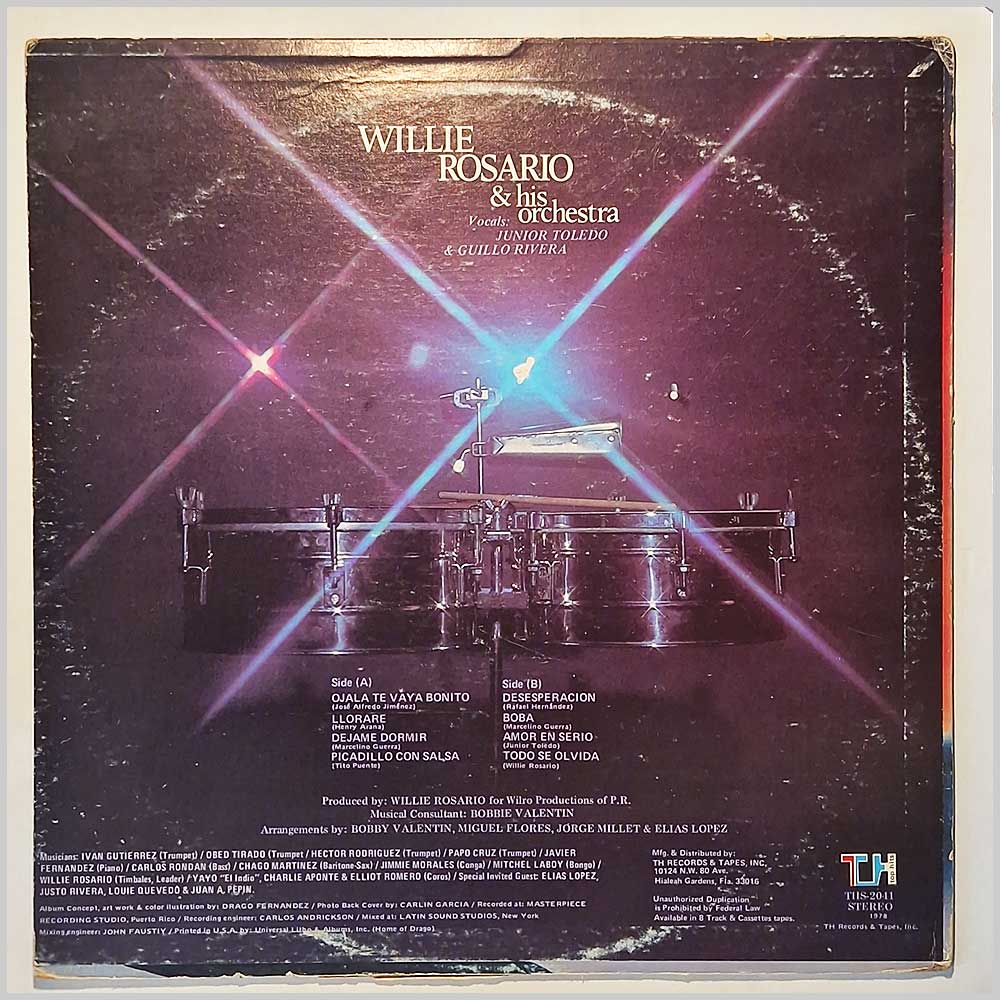 WILLIE
ROSARIO
& his
orchestra
Vocals:
JUNIOR TOLEDO
& GUILLO RIVERA
Side (A)
OJALA TE VAYA BONITO
(José Alfredo Jiménez)
LLORARE
(Henry Arana)
DEJAME DORMIR
(Marcelino Guerra)
PICADILLO CON SALSA
(Tito Puente)
Side (B)
DESESPERACION
(Rafael Hernández)
BOBA
(Marcelino Guerra)
AMOR EN SERIO
(Junior Toledo)
TODO SE OLVIDA
(Willie Rosario)
Produced by: WILLIE ROSARIO for Wilro Productions of P.R.
Musical Consultant: BOBBIE VALENTIN
Arrangements by: BOBBY VALENTIN, MIGUEL FLORES, JORGE MILLET & ELIAS LOPEZ
Musicians: IVAN GUTIERREZ (Trumpet) / OBED TIRADO (Trumpet / HECTOR RODRIGUEZ (Trumpet) / PAPO CRUZ (Trumpet) / JAVIER
FERNANDEZ (Piano) / CARLOS RONDAN (Bass) / CHAGO MARTINEZ (Baritone-Sax) / JIMMIE MORALES (Conga) / MITCHEL LABOY (Bongo) /
WILLIE ROSARIO (Timbales, Leader) / YAYO "El Indio", CHARLIE APONTE & ELLIOT ROMERO (Coros) / Special Invited Guest: ELIAS LOPEZ,
JUSTO RIVERA, LOUIE QUEVEDO & JUAN A. PEPIN.
Album Concept, art work & color ilustration by: DRAGO FERNANDEZ / Photo Back Cover by: CARLIN GARCIA / Recorded at: MASTERPIECE
RECORDING STUDIO, Puerto Rico / Recording engineer: CARLOS ANDRICKSON / Mixed at: LATIN SOUND STUDIOS, New York
Mixing engineer: JOHN FAUSTIY / Printed in U.S.A. by: Universal Litho & Albums, Inc. (Home of Drago)
Mfg. & Distributed by:
TH RECORDS & TAPES, INC,
10124 N.W. 80 Ave.
Hialeah Gardens, Fla. 33016
Unauthorized Duplication
is Prohibited by Federal Law
Available in 8 Track & Cassettes tapes.
TH
top hits
THS-2041
STEREO
1978
TH Records & Tapes, Inc.